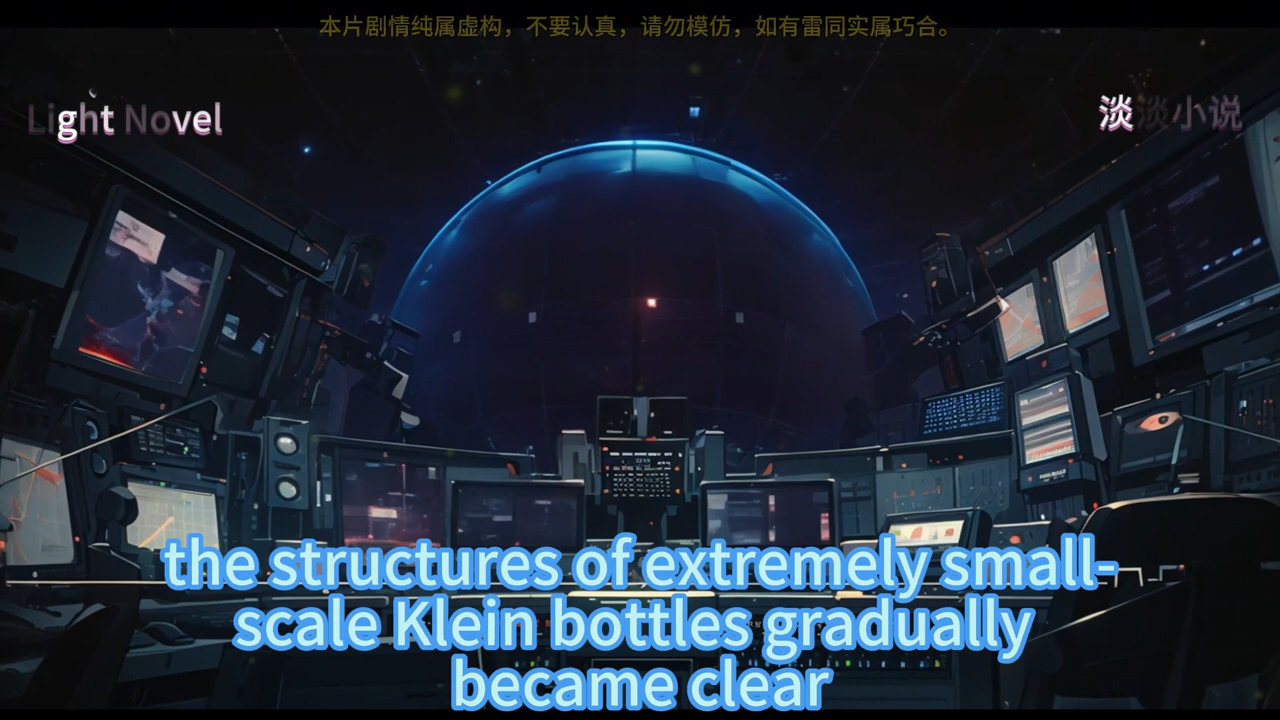 本片剧情纯属虚构，不要认真，请勿模仿，如有雷同实属巧合。
Light Novel
淡淡小说
the structures of extremely small-
scale Klein bottles gradually
became clear